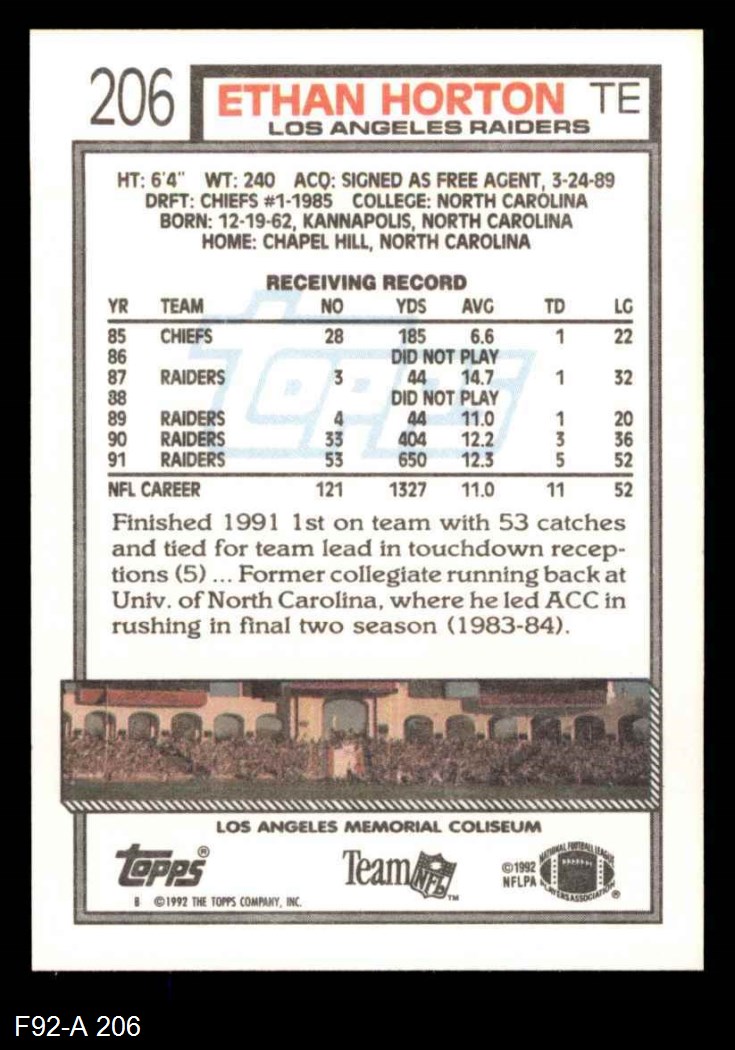 206
ETHAN HORTON TE
LOS ANGELES RAIDERS
HT: 6'4" WT: 240 ACQ: SIGNED AS FREE AGENT, 3-24-89
DRFT: CHIEFS #1-1985 COLLEGE: NORTH CAROLINA
BORN: 12-19-62, KANNAPOLIS, NORTH CAROLINA
HOME: CHAPEL HILL, NORTH CAROLINA
RECEIVING RECORD
YR TEAM NO YDS AVG TD LG
85 CHIEFS 28 185 6.6 1 22
86 DID NOT PLAY
87 RAIDERS 3 44 14.7 1 32
88 DID NOT PLAY
89 RAIDERS 4 44 11.0 1 20
90 RAIDERS 33 404 12.2 3 36
91 RAIDERS 53 650 12.3 5 52
NFL CAREER 121 1327 11.0 11 52
Topps
Finished 1991 1st on team with 53 catches
and tied for team lead in touchdown recep-
tions (5) ... Former collegiate running back at
Univ. of North Carolina, where he led ACC in
rushing in final two season (1983-84).
LOS ANGELES MEMORIAL COLISEUM
Topps®
Team NFL™
©1992
NFLPA
NATIONAL FOOTBALL LEAGUE
PLAYERS ASSOCIATION ®
B ©1992 THE TOPPS COMPANY, INC.
F92-A 206